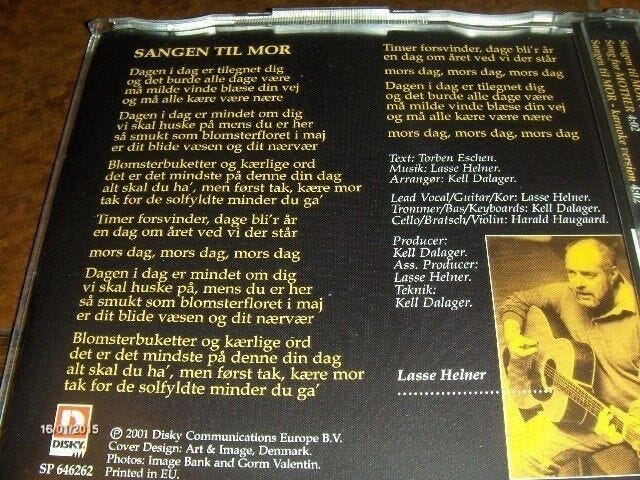 SANGEN TIL MOR
Dagen i dag er tilegnet dig
og det burde alle dage være
må milde vinde blæse din vej
og må alle kære være nære
Dagen i dag er mindet om dig
vi skal huske på mens du er her
så smukt som blomsterfloret i maj
er dit blide væsen og dit nærvær
Blomsterbuketter og kærlige ord
det er det mindste på denne din dag
alt skal du ha', men først tak, kære mor
tak for de solfyldte minder du ga'
Timer forsvinder, dage bli'r år
en dag om året ved vi der står
mors dag, mors dag, mors dag
Dagen i dag er mindet om dig
vi skal huske på, mens du er her
så smukt som blomsterfloret i maj
er dit blide væsen og dit nærvær
Blomsterbuketter og kærlige ord
det er det mindste på denne din dag
alt skal du ha', men først tak, kære mor
tak for de solfyldte minder du ga'
Timer forsvinder, dage bli'r år
en dag om året ved vi der står
mors dag, mors dag, mors dag
Dagen i dag er tilegnet dig
og det burde alle dage være
må milde vinde blæse din vej
og må alle kære være nære
mors dag, mors dag, mors dag
Text: Torben Eschen.
Musik: Lasse Helner.
Arrangør: Kell Dalager.
Lead Vocal/Guitar/Kor: Lasse Helner.
Trommer/Bas/Keyboards: Kell Dalager.
Cello/Bratsch/Violin: Harald Haugaard.
Producer:
Kell Dalager.
Ass. Producer:
Lasse Helner.
Teknik:
Kell Dalager.
Lasse Helner
D
DISKY
16/01/2015
SP 646262
℗ 2001 Disky Communications Europe B.V.
Cover Design: Art & Image, Denmark.
Photos: Image Bank and Gorm Valentin.
Printed in EU.
Song for MOTHER
Sangen til MOR karaoke version